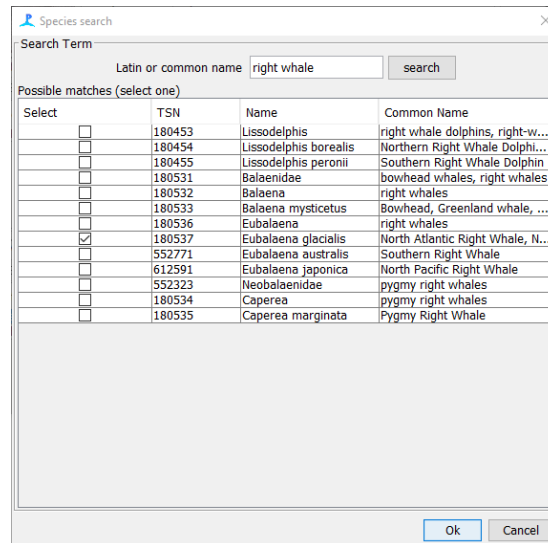 Species search
Search Term
Latin or common name right whale search
Possible matches (select one)
Select TSN Name Common Name
180453 Lissodelphis right whale dolphins, right-w...
180454 Lissodelphis borealis Northern Right Whale Dolphi...
180455 Lissodelphis peronii Southern Right Whale Dolphin
180531 Balaenidae bowhead whales, right whales
180532 Balaena right whales
180533 Balaena mysticetus Bowhead, Greenland whale, ...
180536 Eubalaena right whales
180537 Eubalaena glacialis North Atlantic Right Whale, N...
552771 Eubalaena australis Southern Right Whale
612591 Eubalaena japonica North Pacific Right Whale
552323 Neobalaenidae pygmy right whales
180534 Caperea pygmy right whales
180535 Caperea marginata Pygmy Right Whale
Ok Cancel